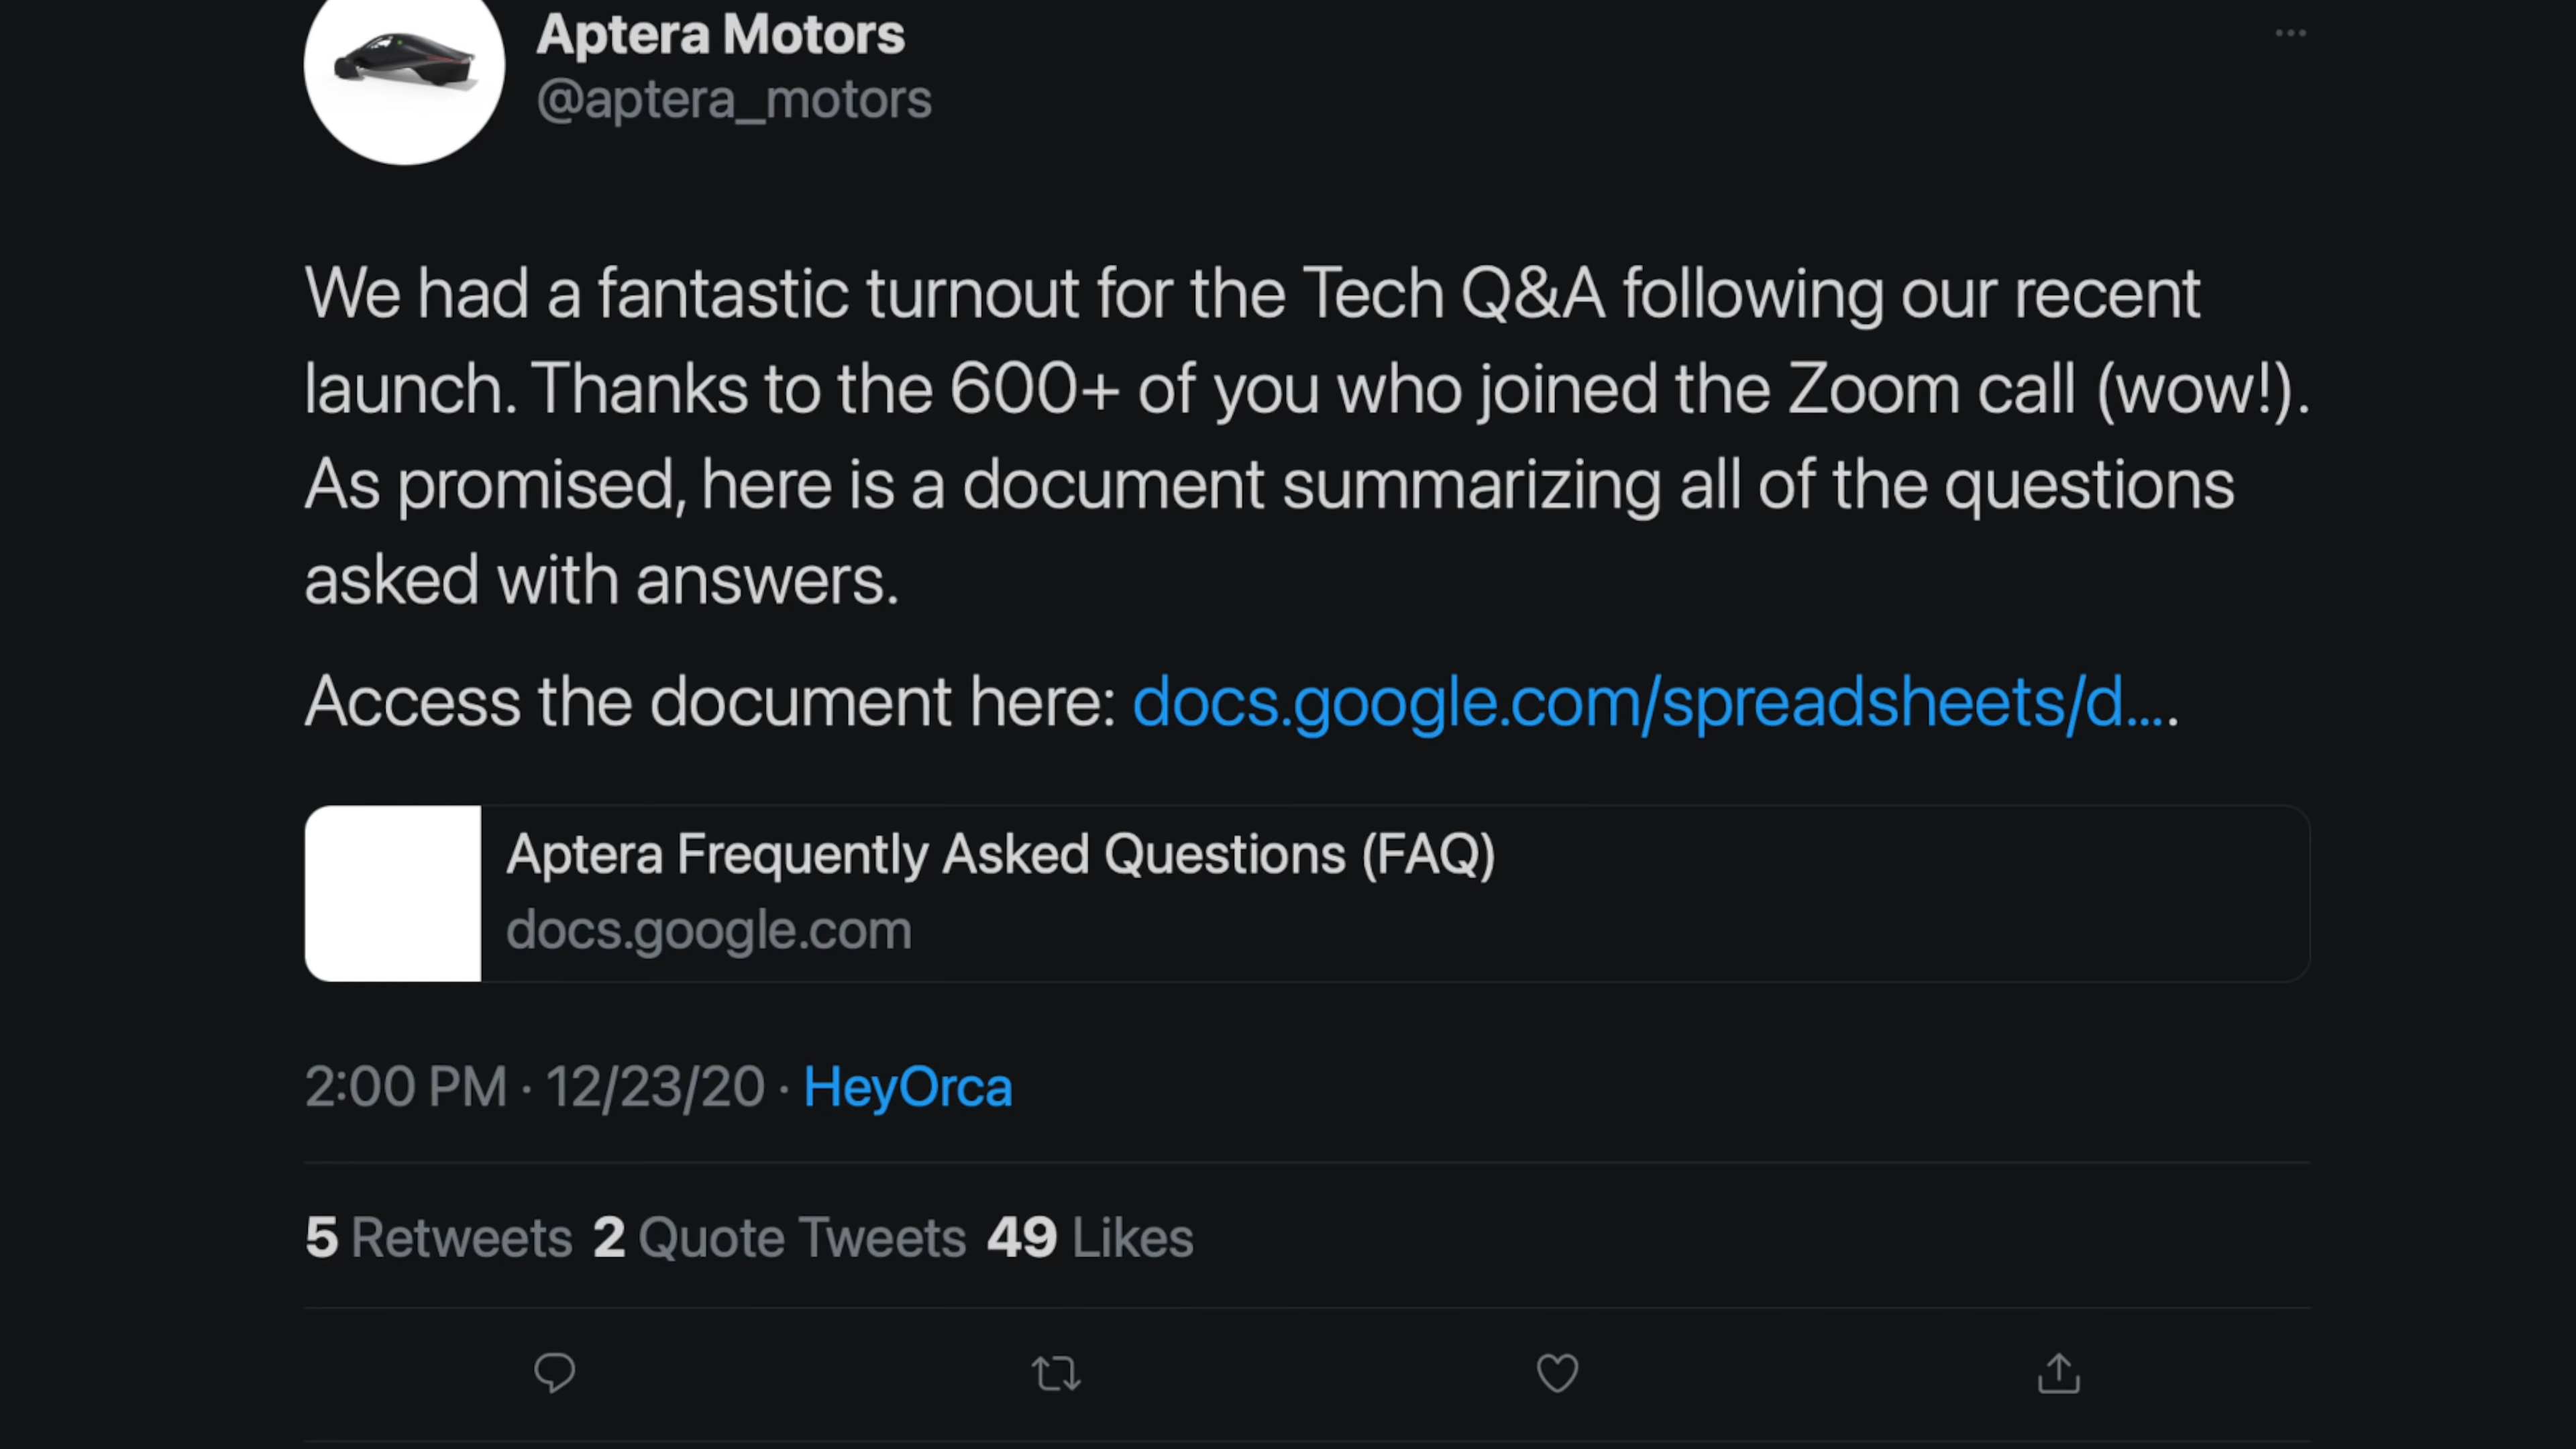 Aptera Motors
@aptera_motors
We had a fantastic turnout for the Tech Q&A following our recent
launch. Thanks to the 600+ of you who joined the Zoom call (wow!).
As promised, here is a document summarizing all of the questions
asked with answers.
Access the document here: docs.google.com/spreadsheets/d….
Aptera Frequently Asked Questions (FAQ)
docs.google.com
2:00 PM · 12/23/20 · HeyOrca
5 Retweets 2 Quote Tweets 49 Likes